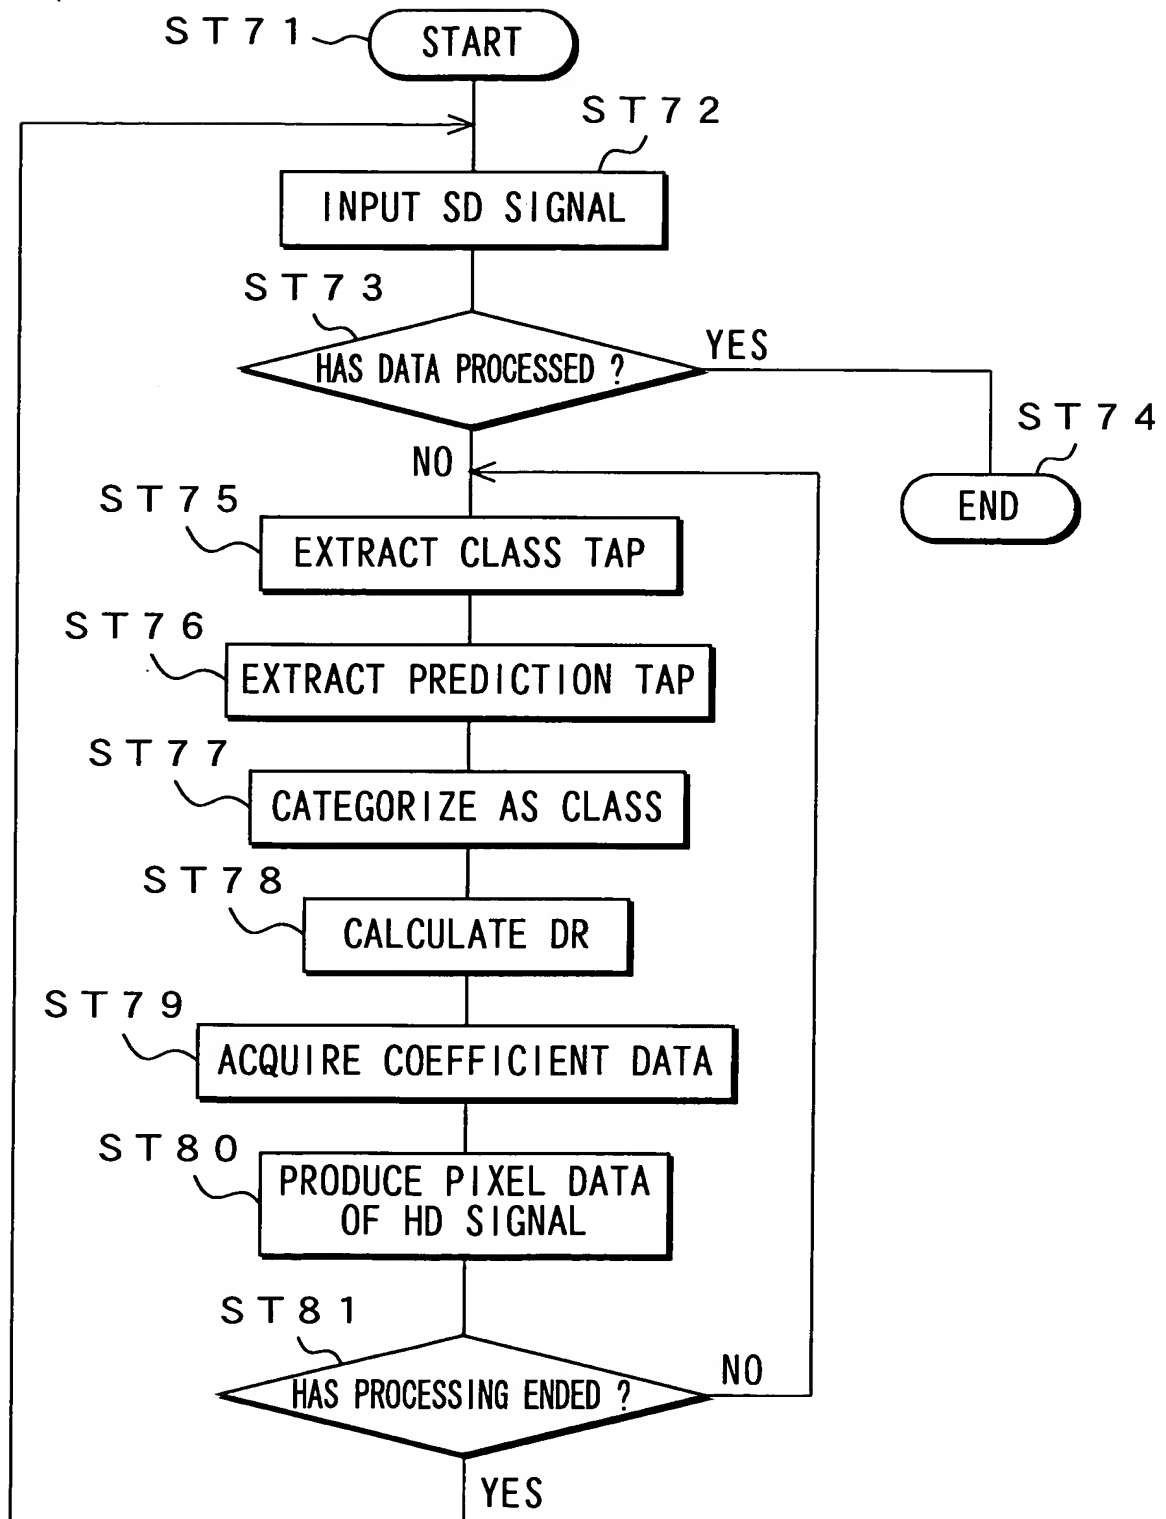 ST71
START
ST72
INPUT SD SIGNAL
ST73
HAS DATA PROCESSED ?
YES
ST74
END
NO
ST75
EXTRACT CLASS TAP
ST76
EXTRACT PREDICTION TAP
ST77
CATEGORIZE AS CLASS
ST78
CALCULATE DR
ST79
ACQUIRE COEFFICIENT DATA
ST80
PRODUCE PIXEL DATA
OF HD SIGNAL
ST81
HAS PROCESSING ENDED ?
NO
YES